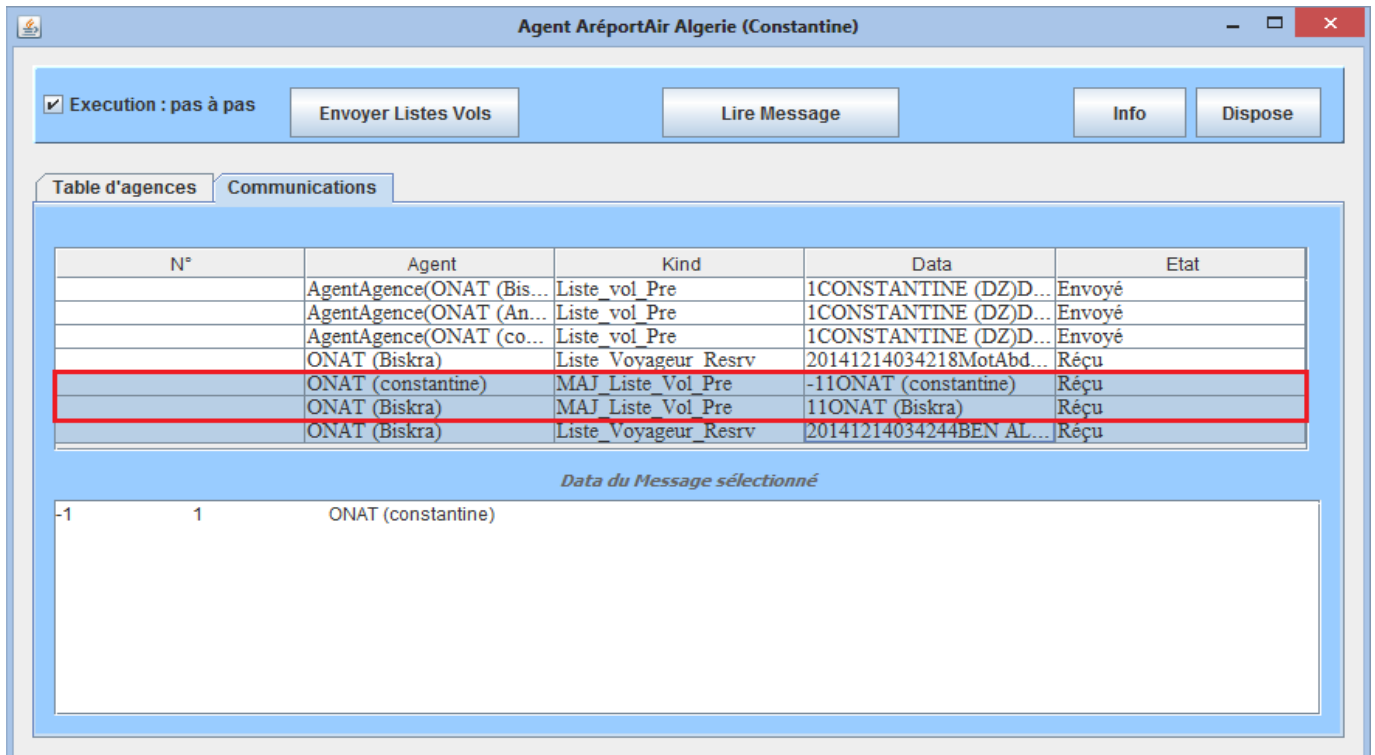 Agent AréportAir Algerie (Constantine)
Execution : pas à pas Envoyer Listes Vols Lire Message Info Dispose
Table d'agences Communications
N° Agent Kind Data Etat
AgentAgence(ONAT (Bis... Liste_vol_Pre 1CONSTANTINE (DZ)D... Envoyé
AgentAgence(ONAT (An... Liste_vol_Pre 1CONSTANTINE (DZ)D... Envoyé
AgentAgence(ONAT (co... Liste_vol_Pre 1CONSTANTINE (DZ)D... Envoyé
ONAT (Biskra) Liste_Voyageur_Resrv 20141214034218MotAbd... Réçu
ONAT (constantine) MAJ_Liste_Vol_Pre -11ONAT (constantine) Réçu
ONAT (Biskra) MAJ_Liste_Vol_Pre 11ONAT (Biskra) Réçu
ONAT (Biskra) Liste_Voyageur_Resrv 20141214034244BEN AL... Réçu
Data du Message sélectionné
-1 1 ONAT (constantine)